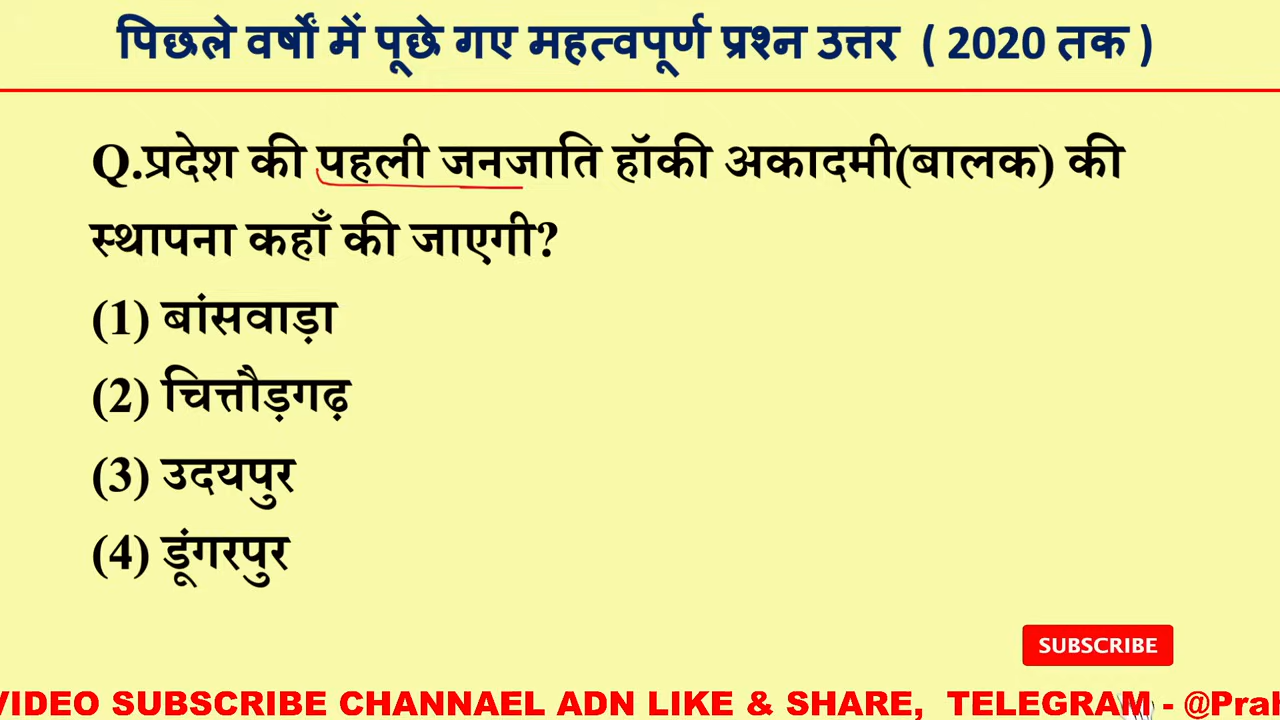 पिछले वर्षों में पूछे गए महत्वपूर्ण प्रश्न उत्तर ( 2020 तक )
Q.प्रदेश की पहली जनजाति हॉकी अकादमी(बालक) की
स्थापना कहाँ की जाएगी?
(1) बांसवाड़ा
(2) चित्तौड़गढ़
(3) उदयपुर
(4) डूंगरपुर
SUBSCRIBE
VIDEO SUBSCRIBE CHANNAEL ADN LIKE & SHARE, TELEGRAM - @Pral